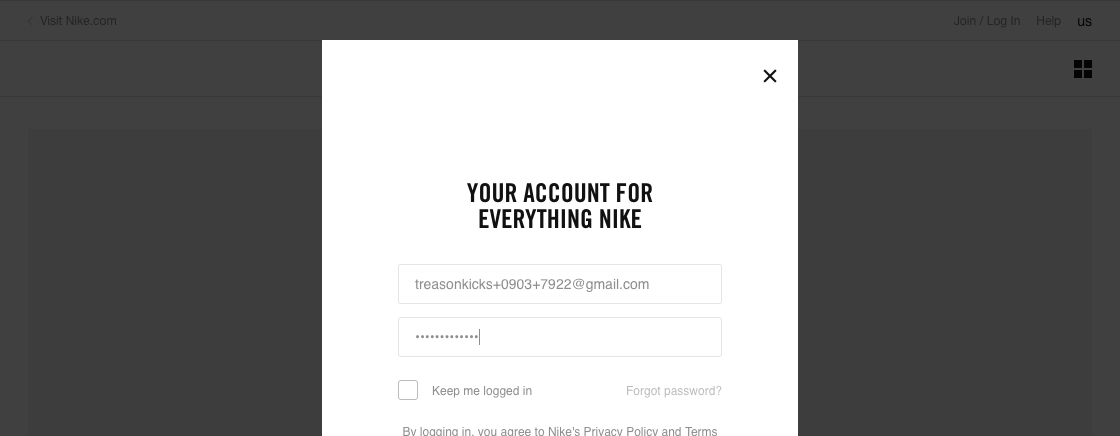 Visit Nike.com
Join / Log In Help us
YOUR ACCOUNT FOR
EVERYTHING NIKE
treasonkicks+0903+7922@gmail.com
•••••••••••••
Keep me logged in
Forgot password?
By logging in, you agree to Nike's Privacy Policy and Terms